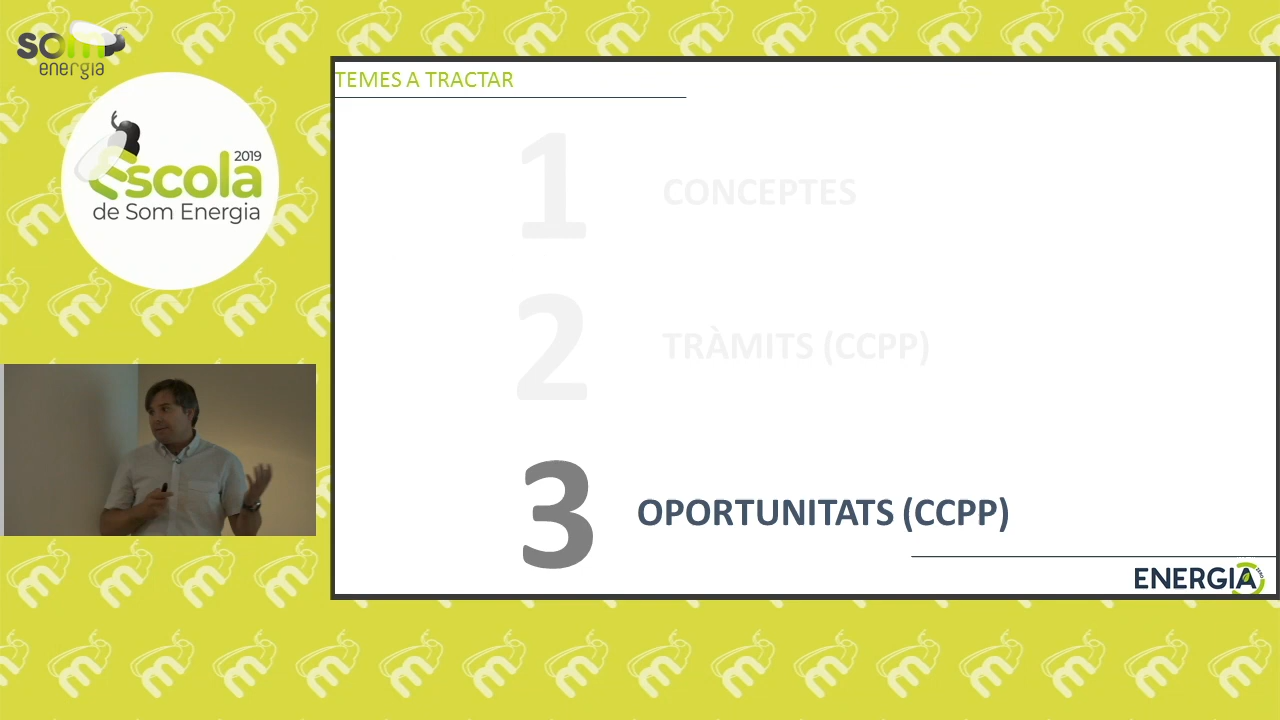 som
energia
2019
Escola
de Som Energia
TEMES A TRACTAR
1
CONCEPTES
2
TRÀMITS (CCPP)
3
OPORTUNITATS (CCPP)
ENERGIA